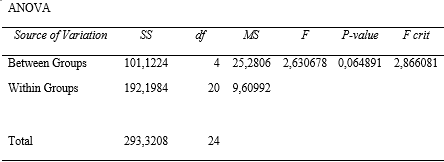 ANOVA
Source of Variation SS df MS F P-value F crit
Between Groups 101,1224 4 25,2806 2,630678 0,064891 2,866081
Within Groups 192,1984 20 9,60992
Total 293,3208 24